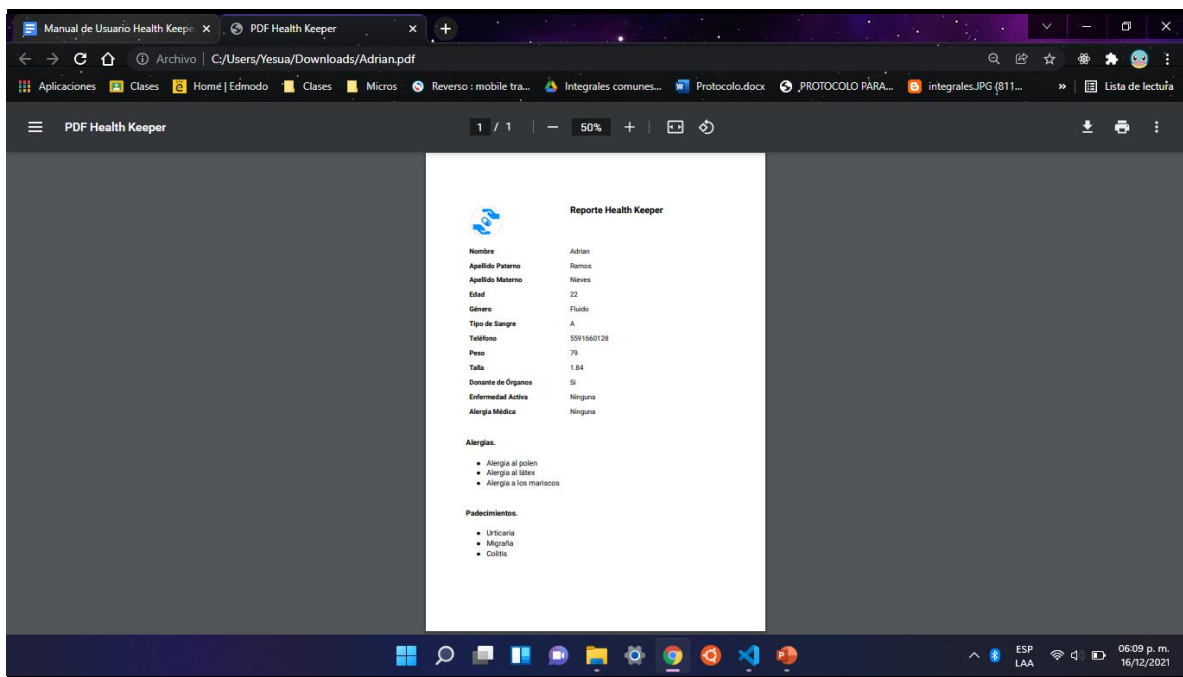 Manual de Usuario Health Keepe
PDF Health Keeper
Archivo | C:/Users/Yesua/Downloads/Adrian.pdf
Aplicaciones Clases Home | Edmodo Clases Micros Reverso : mobile tra... Integrales comunes... Protocolo.docx PROTOCOLO PARA... integrales.JPG (811... » Lista de lectura
PDF Health Keeper 1 / 1 | − 50% + |
Reporte Health Keeper
Nombre Adrian
Apellido Paterno Ramos
Apellido Materno Nieves
Edad 22
Género Fluido
Tipo de Sangre A
Teléfono 5591660128
Peso 79
Talla 1.84
Donante de Órganos Si
Enfermedad Activa Ninguna
Alergia Médica Ninguna
Alergias.
● Alergia al polen
● Alergia al látex
● Alergia a los mariscos
Padecimientos.
● Urticaria
● Migraña
● Colitis
ESP
LAA
06:09 p. m.
16/12/2021